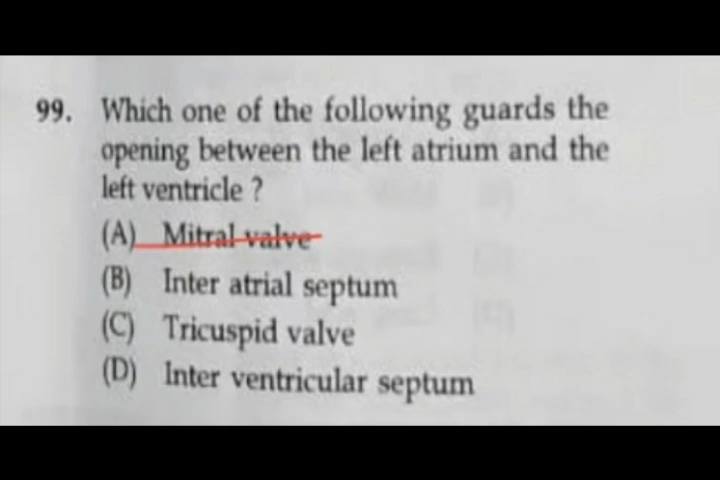 99. Which one of the following guards the
opening between the left atrium and the
left ventricle ?
(A) Mitral valve
(B) Inter atrial septum
(C) Tricuspid valve
(D) Inter ventricular septum